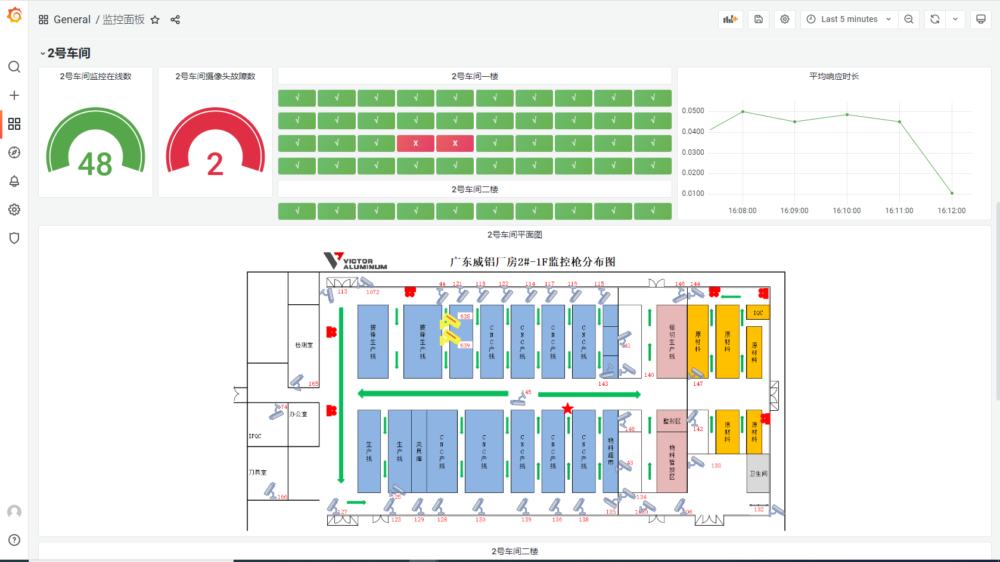 General / 监控面板
Last 5 minutes
2号车间
2号车间监控在线数
48
2号车间摄像头故障数
2
2号车间一楼
√ √ √ √ √ √ √ √ √ √
√ √ √ √ √ √ √ √ √ √
√ √ √ X X √ √ √ √ √
√ √ √ √ √ √ √ √ √ √
2号车间二楼
√ √ √ √ √ √ √ √ √ √
平均响应时长
0.0500
0.0400
0.0300
0.0200
0.0100
16:08:00 16:09:00 16:10:00 16:11:00 16:12:00
2号车间平面图
VICTOR
ALUMINUM
广东威铝厂房2#-1F监控枪分布图
113 1072 44 121 118 122 114 117 119 115 146 144
638
639
IQC
披锋生产线
披锋生产线
CNC产线
CNC产线
CNC产线
CNC产线
锯切生产线
原材料
原材料
原材料
检测室
41
165
140
143
147
145
174
办公室
148
整形区
142
IPQC
生产线
生产线
夹具库
CNC产线
CNC产线
CNC产线
CNC产线
CNC产线
物料超市
物料暂放区
原材料
原材料
43
133
刀具室
卫生间
166
125
134
127
135
1080
206
132
123 129 128 130 139 136 138
2号车间二楼